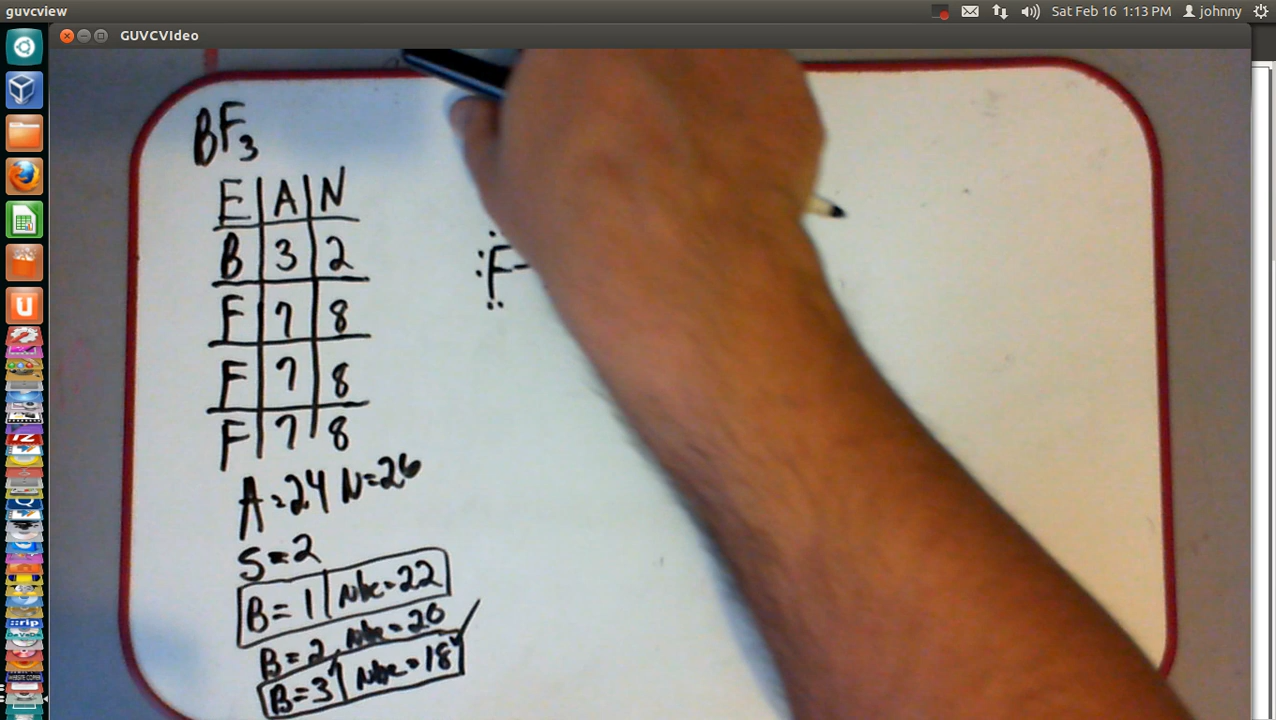 guvcview
Sat Feb 16 1:13 PM johnny
GUVCVIdeo
BF3
E A N
B 3 2
F 7 8
F 7 8
F 7 8
A=24 N=26
S=2
B=1 Nbe=22
B=2, Nbe=20
B=3 Nbe=18
:F-